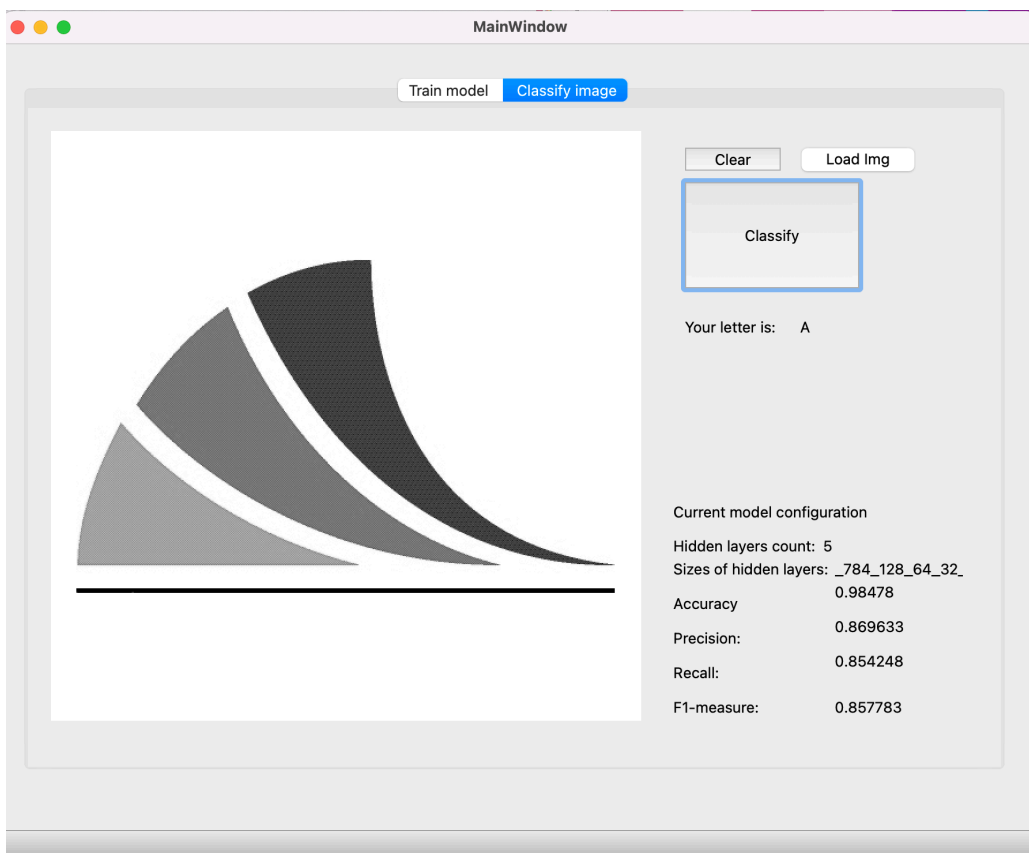 MainWindow
Train model Classify image
Clear Load Img
Classify
Your letter is: A
Current model configuration
Hidden layers count: 5
Sizes of hidden layers: _784_128_64_32_
Accuracy 0.98478
Precision: 0.869633
Recall: 0.854248
F1-measure: 0.857783